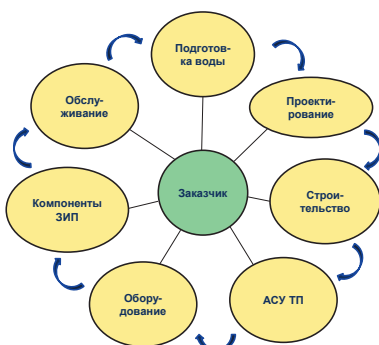 Подготов-
ка воды
Проекти-
рование
Строи-
тельство
АСУ ТП
Обору-
дование
Компоненты
ЗИП
Обслу-
живание
Заказчик